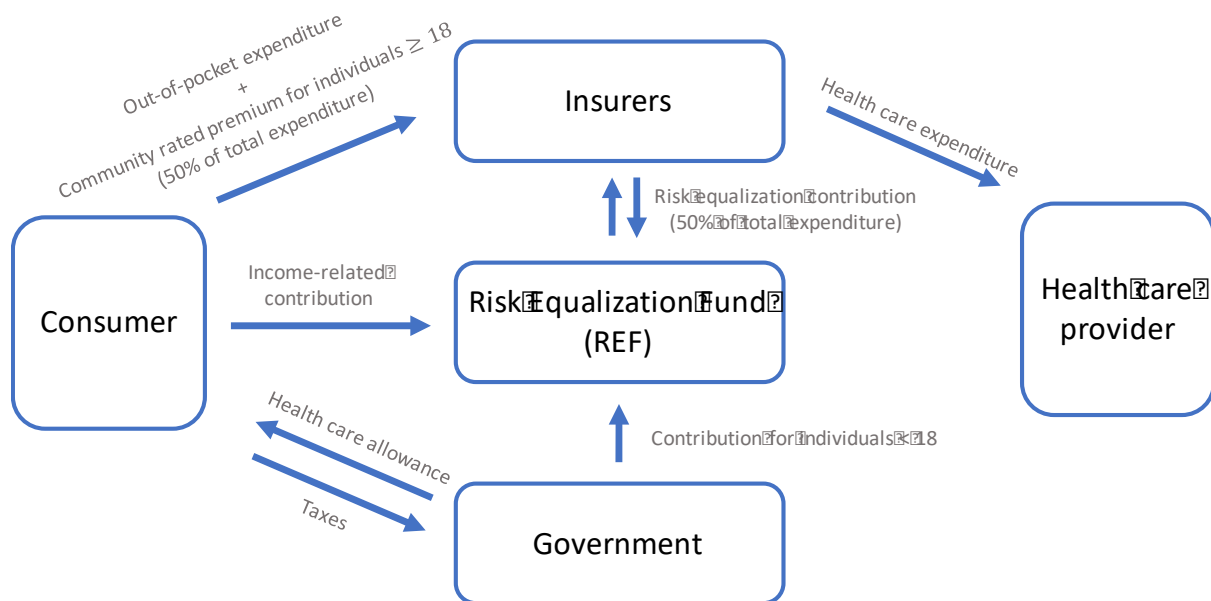 Out-of-pocket expenditure
+
Community rated premium for individuals ≥ 18
(50% of total expenditure)
Insurers
Health care expenditure
Risk⍰equalization⍰contribution
(50%⍰of⍰total⍰expenditure)
Consumer
Income-related⍰
contribution
Risk⍰Equalization⍰Fund⍰
(REF)
Health⍰care⍰
provider
Health care allowance
Taxes
Contribution⍰for⍰individuals⍰<⍰18
Government